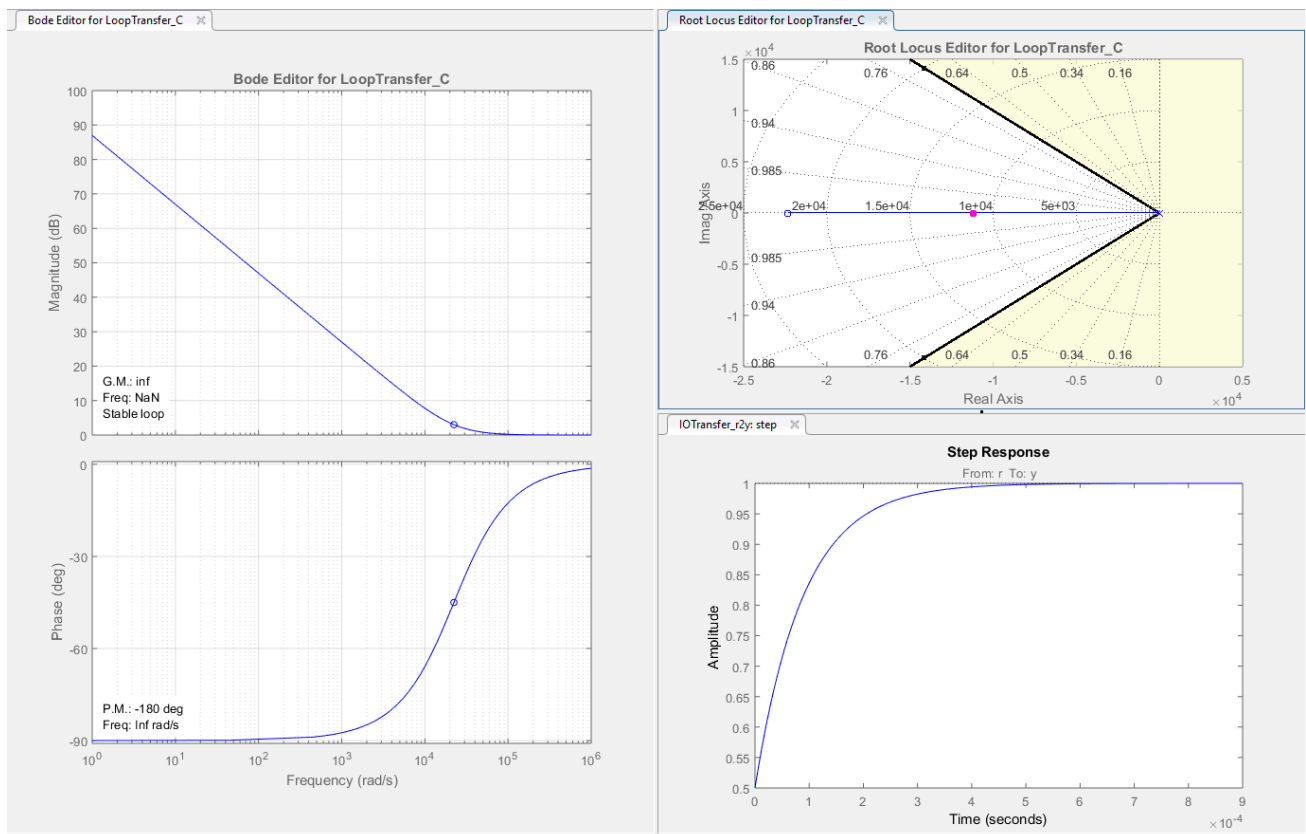 Bode Editor for LoopTransfer_C
Bode Editor for LoopTransfer_C
100
90
80
70
60
50
40
30
20
10
0
Magnitude (dB)
G.M.: inf
Freq: NaN
Stable loop
0
-30
-60
-90
Phase (deg)
P.M.: -180 deg
Freq: Inf rad/s
10^0 10^1 10^2 10^3 10^4 10^5 10^6
Frequency (rad/s)
Root Locus Editor for LoopTransfer_C
Root Locus Editor for LoopTransfer_C
×10^4
1.5
1
0.5
0
-0.5
-1
-1.5
Imag Axis
0.86 0.76 0.64 0.5 0.34 0.16
0.94
0.985
2.5e+04 2e+04 1.5e+04 1e+04 5e+03
0.985
0.94
0.86 0.76 0.64 0.5 0.34 0.16
-2.5 -2 -1.5 -1 -0.5 0 0.5
Real Axis
×10^4
IOTransfer_r2y: step
Step Response
From: r To: y
1
0.95
0.9
0.85
0.8
0.75
0.7
0.65
0.6
0.55
0.5
Amplitude
0 1 2 3 4 5 6 7 8 9
Time (seconds)
×10^-4